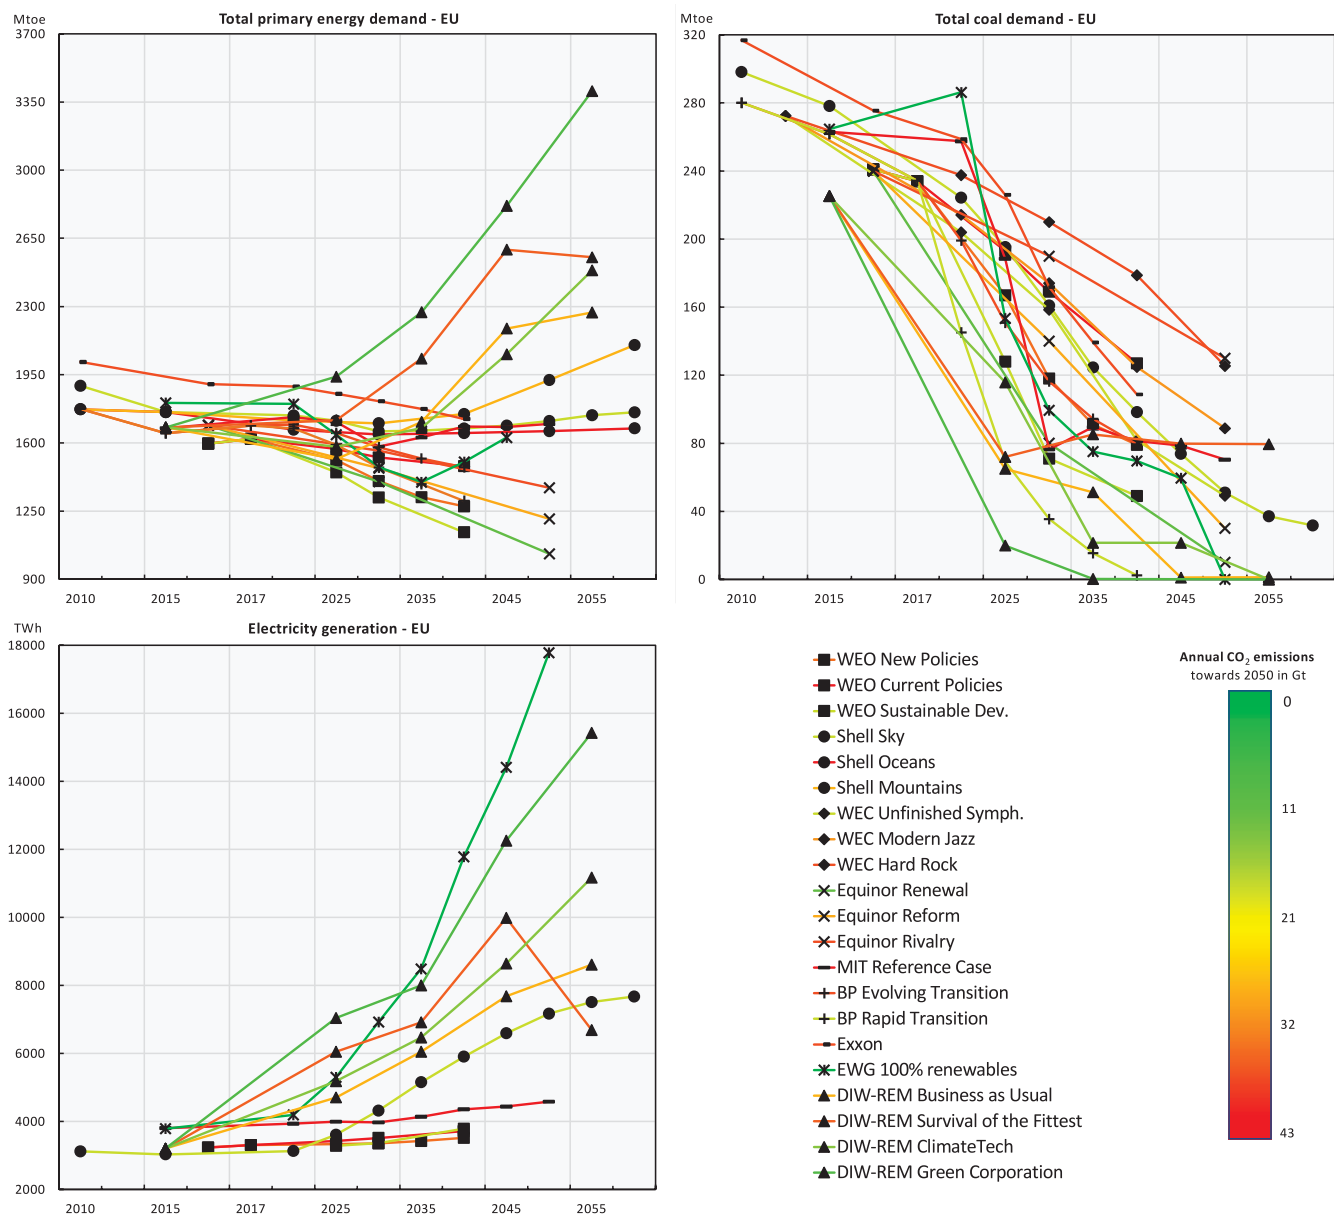 Total primary energy demand - EU
Mtoe
3700
3350
3000
2650
2300
1950
1600
1250
900
2010 2015 2017 2025 2035 2045 2055
Total coal demand - EU
Mtoe
320
280
240
200
160
120
80
40
0
2010 2015 2017 2025 2035 2045 2055
Electricity generation - EU
TWh
18000
16000
14000
12000
10000
8000
6000
4000
2000
2010 2015 2017 2025 2035 2045 2055
WEO New Policies
WEO Current Policies
WEO Sustainable Dev.
Shell Sky
Shell Oceans
Shell Mountains
WEC Unfinished Symph.
WEC Modern Jazz
WEC Hard Rock
Equinor Renewal
Equinor Reform
Equinor Rivalry
MIT Reference Case
BP Evolving Transition
BP Rapid Transition
Exxon
EWG 100% renewables
DIW-REM Business as Usual
DIW-REM Survival of the Fittest
DIW-REM ClimateTech
DIW-REM Green Corporation
Annual CO₂ emissions
towards 2050 in Gt
0
11
21
32
43